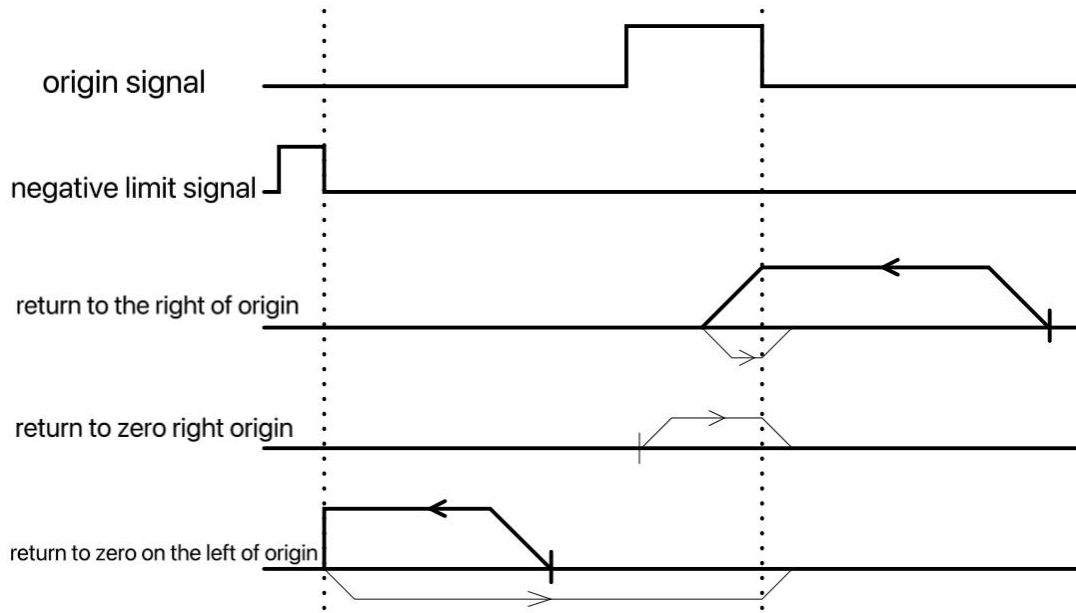 origin signal
negative limit signal
return to the right of origin
return to zero right origin
return to zero on the left of origin